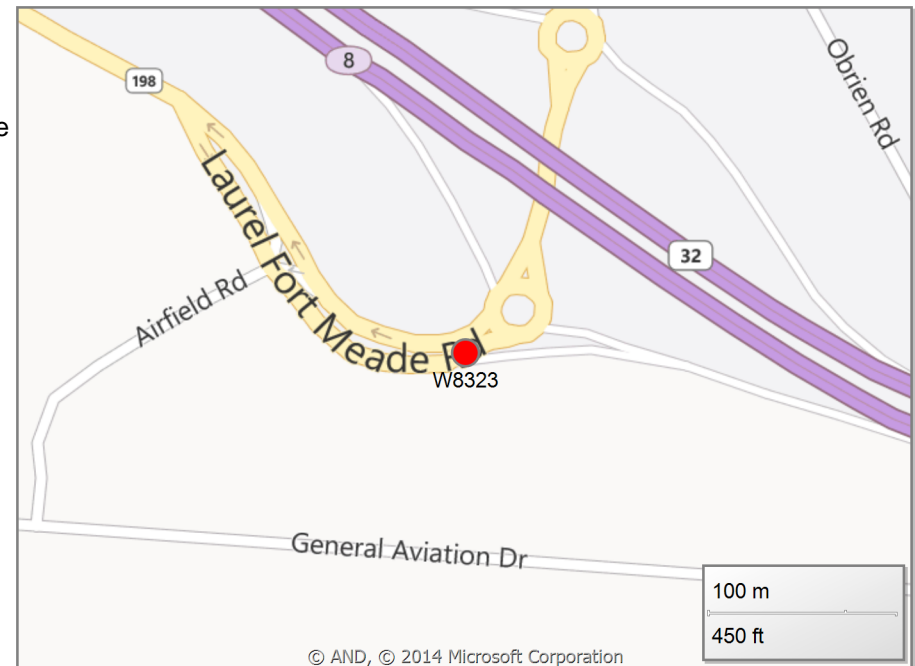 e
8
198
Obrien Rd
Laurel Fort Meade Rd
32
Airfield Rd
W8323
General Aviation Dr
100 m
450 ft
© AND, © 2014 Microsoft Corporation